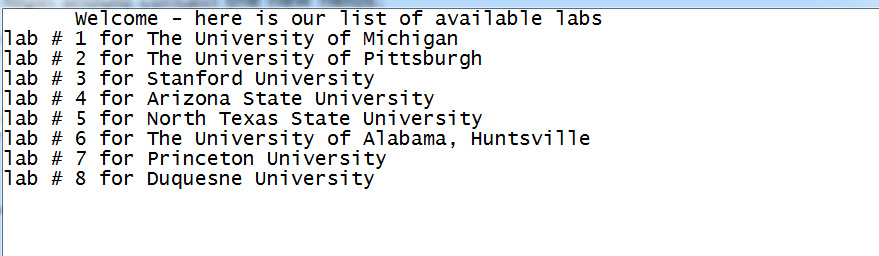 Welcome - here is our list of available labs
lab # 1 for The University of Michigan
lab # 2 for The University of Pittsburgh
lab # 3 for Stanford University
lab # 4 for Arizona State University
lab # 5 for North Texas State University
lab # 6 for The University of Alabama, Huntsville
lab # 7 for Princeton University
lab # 8 for Duquesne University